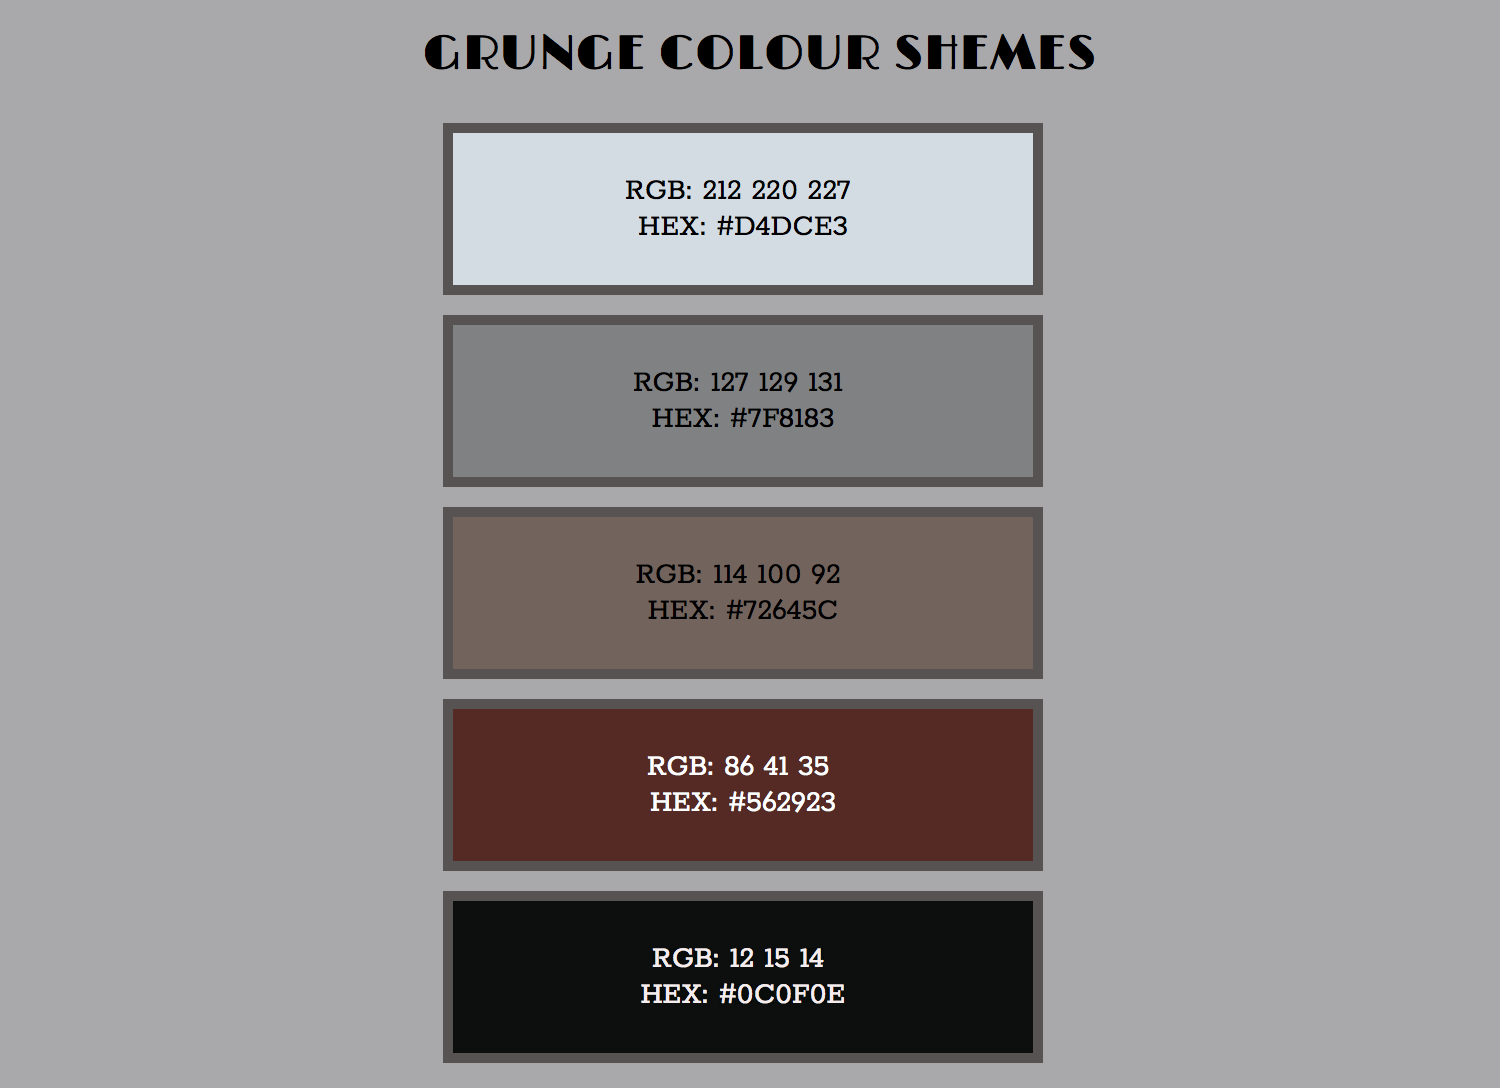 GRUNGE COLOUR SHEMES
RGB: 212 220 227
HEX: #D4DCE3
RGB: 127 129 131
HEX: #7F8183
RGB: 114 100 92
HEX: #72645C
RGB: 86 41 35
HEX: #562923
RGB: 12 15 14
HEX: #0C0F0E